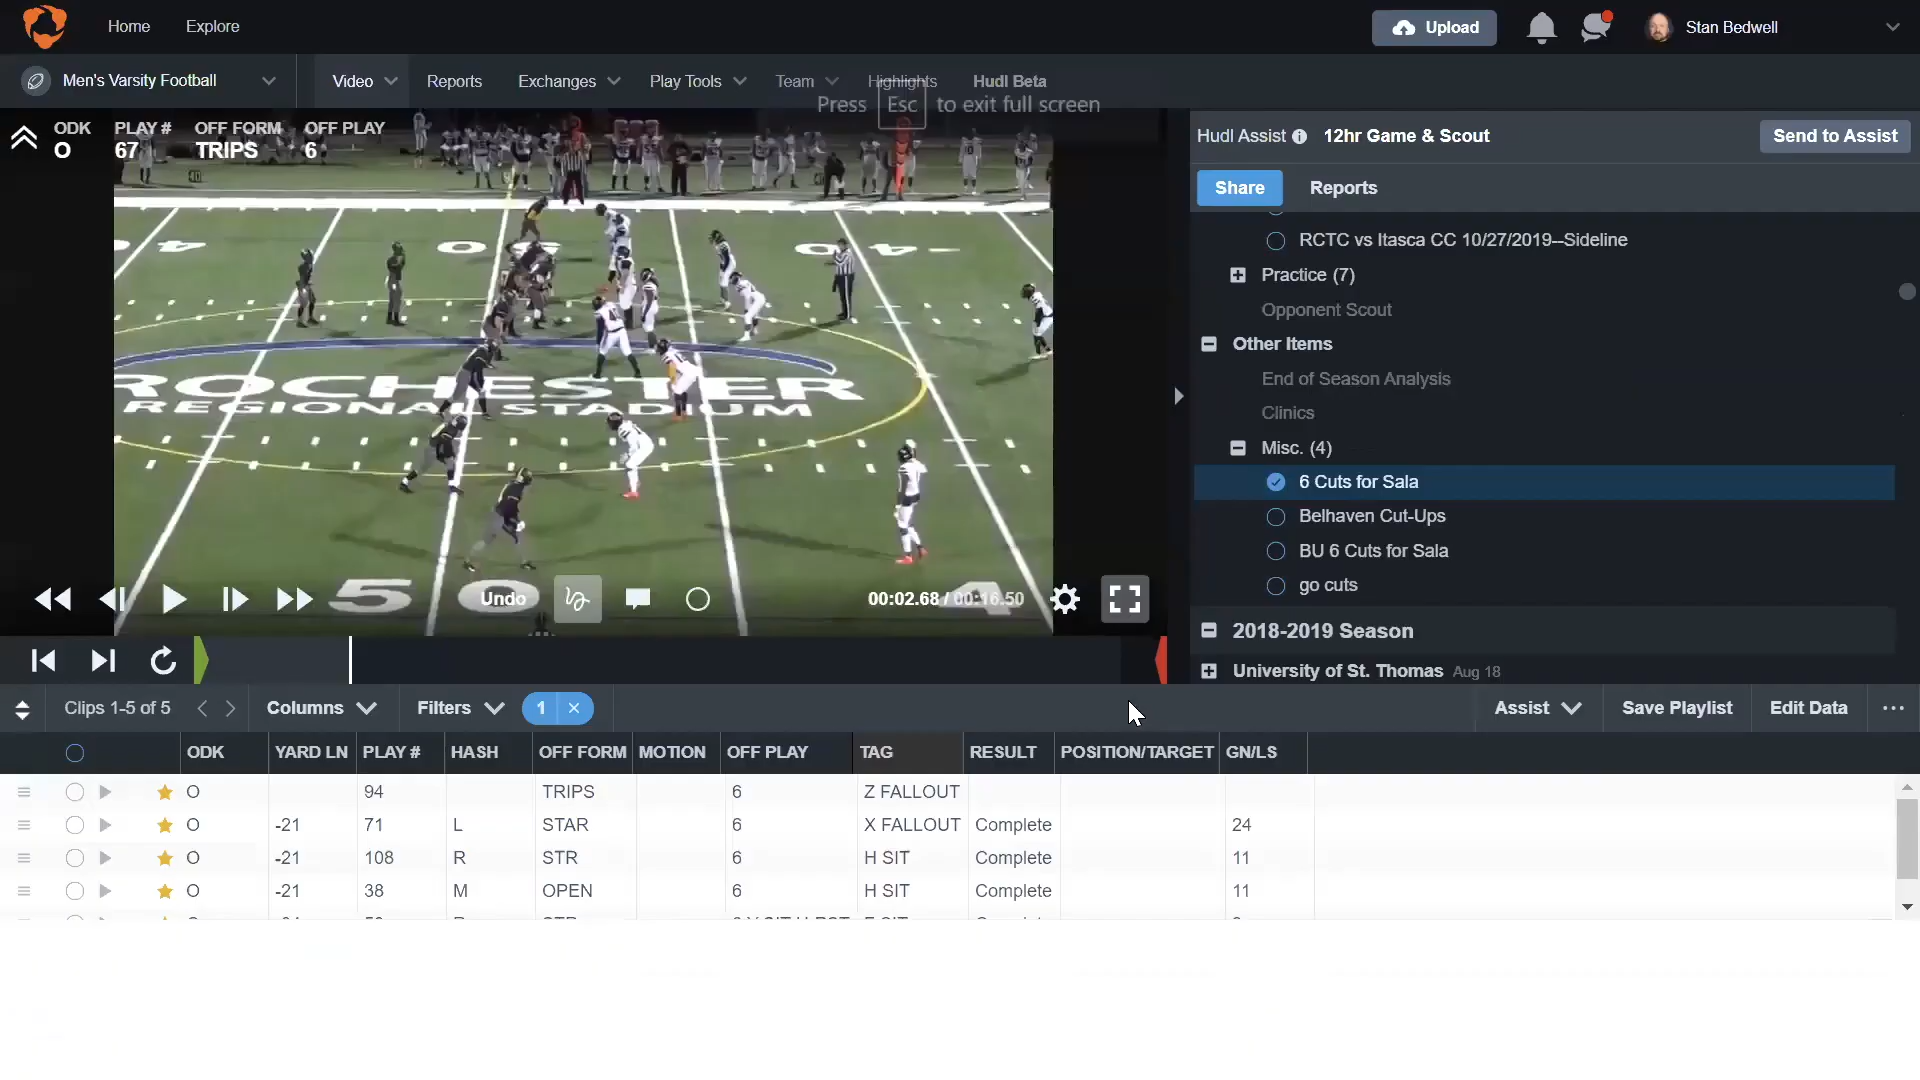 Home Explore Upload Stan Bedwell
Men's Varsity Football Video Reports Exchanges Play Tools Team Highlights Hudl Beta
Press Esc to exit full screen
ODK PLAY # OFF FORM OFF PLAY
O 67 TRIPS 6
Hudl Assist 12hr Game & Scout Send to Assist
Share Reports
RCTC vs Itasca CC 10/27/2019--Sideline
Practice (7)
Opponent Scout
Other Items
End of Season Analysis
Clinics
Misc. (4)
6 Cuts for Sala
Belhaven Cut-Ups
BU 6 Cuts for Sala
go cuts
2018-2019 Season
University of St. Thomas Aug 18
ROCHESTER
REGIONAL STADIUM
5 0 4
Undo 00:02.68 / 00:16.50
Clips 1-5 of 5 Columns Filters 1 × Assist Save Playlist Edit Data ...
ODK YARD LN PLAY # HASH OFF FORM MOTION OFF PLAY TAG RESULT POSITION/TARGET GN/LS
O 94 TRIPS 6 Z FALLOUT
O -21 71 L STAR 6 X FALLOUT Complete 24
O -21 108 R STR 6 H SIT Complete 11
O -21 38 M OPEN 6 H SIT Complete 11